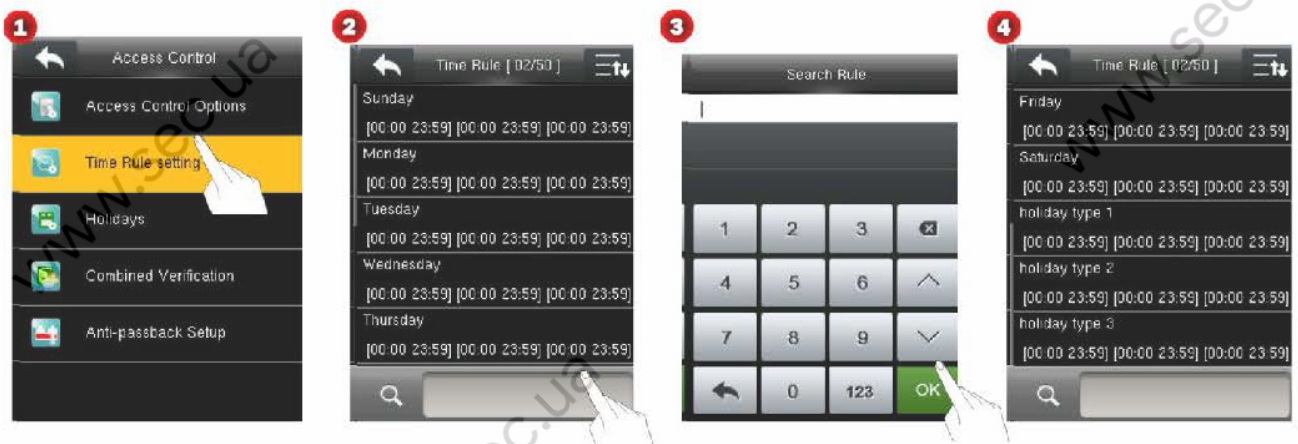 1
Access Control
Access Control Options
Time Rule setting
Holidays
Combined Verification
Anti-passback Setup
2
Time Rule [ 02/50 ]
Sunday
[00:00 23:59] [00:00 23:59] [00:00 23:59]
Monday
[00:00 23:59] [00:00 23:59] [00:00 23:59]
Tuesday
[00:00 23:59] [00:00 23:59] [00:00 23:59]
Wednesday
[00:00 23:59] [00:00 23:59] [00:00 23:59]
Thursday
[00:00 23:59] [00:00 23:59] [00:00 23:59]
3
Search Rule
1 2 3
4 5 6
7 8 9
0 123 OK
4
Time Rule [ 02/50 ]
Friday
[00:00 23:59] [00:00 23:59] [00:00 23:59]
Saturday
[00:00 23:59] [00:00 23:59] [00:00 23:59]
holiday type 1
[00:00 23:59] [00:00 23:59] [00:00 23:59]
holiday type 2
[00:00 23:59] [00:00 23:59] [00:00 23:59]
holiday type 3
[00:00 23:59] [00:00 23:59] [00:00 23:59]
www.sec.ua
www.sec
ec.ua